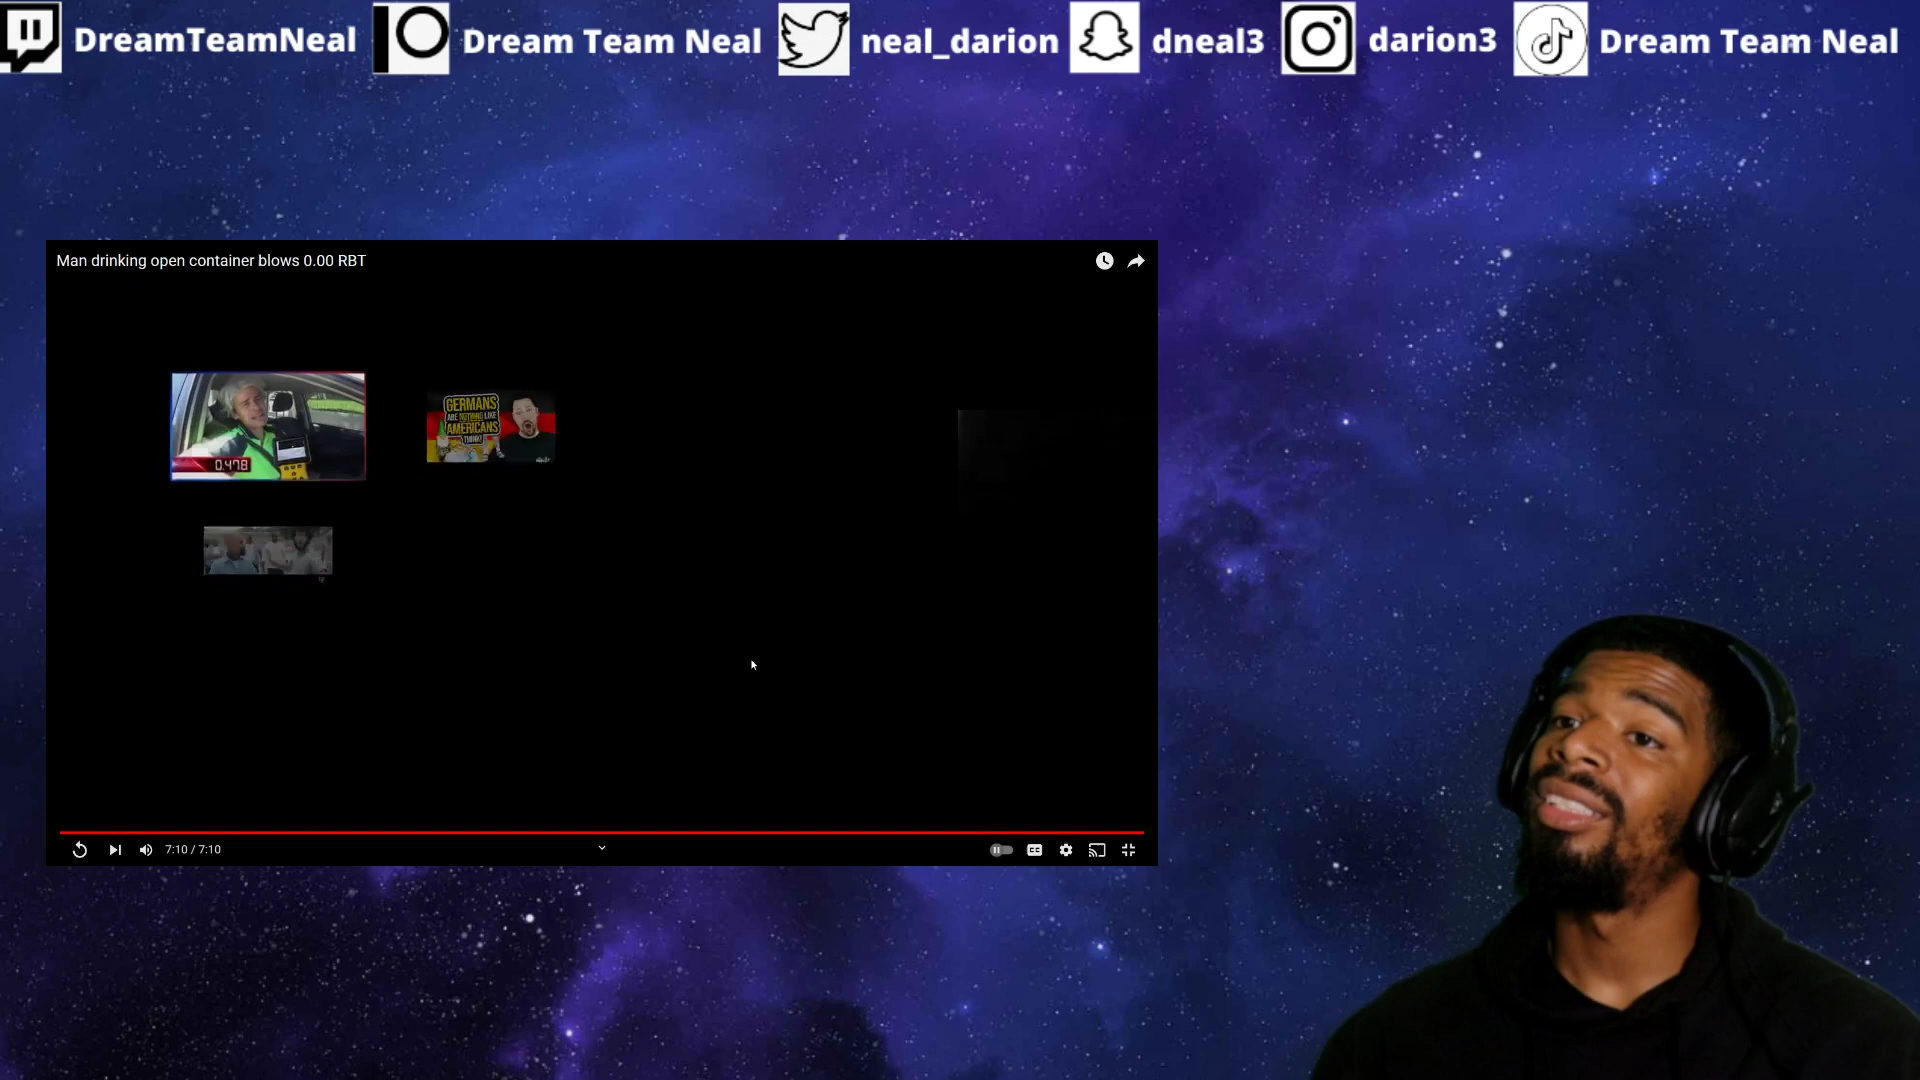 DreamTeamNeal
Dream Team Neal
neal_darion
dneal3
darion3
Dream Team Neal
Man drinking open container blows 0.00 RBT
0.478
GERMANS
ARE NOTHING LIKE
AMERICANS
THINK!
7:10 / 7:10
CC